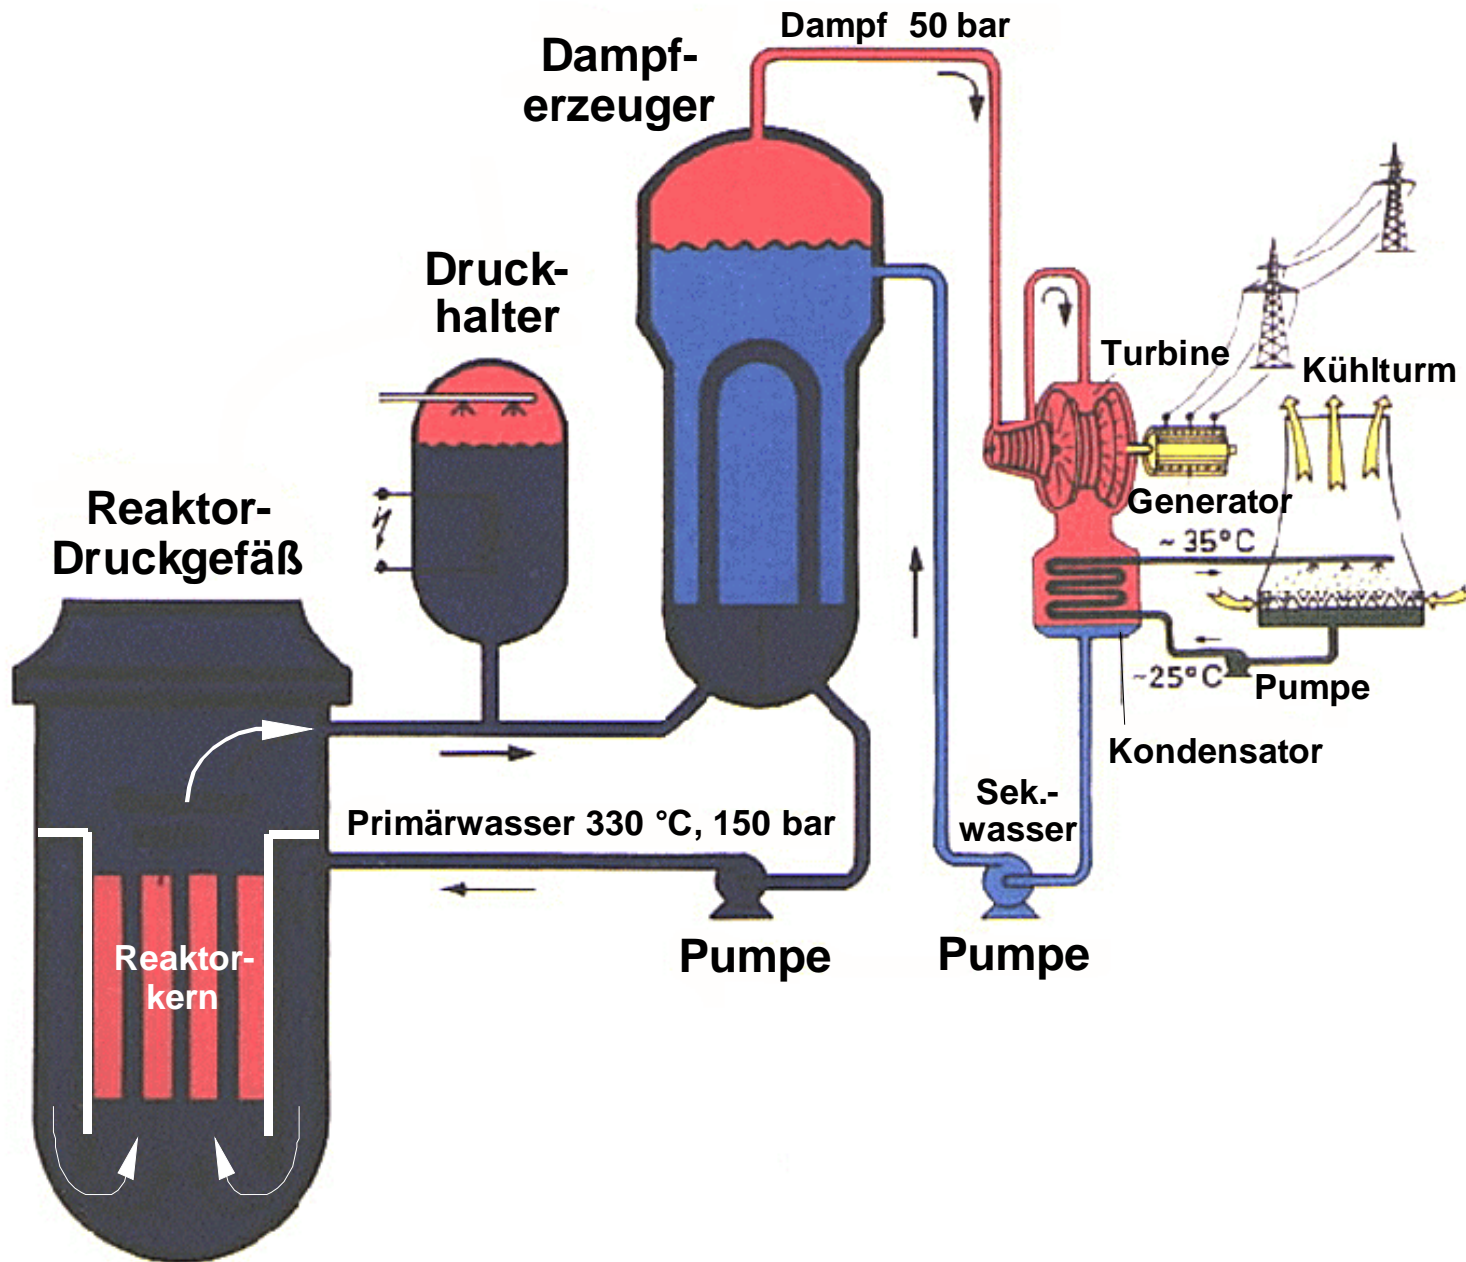 Dampf 50 bar
Dampf-
erzeuger
Druck-
halter
Turbine
Kühlturm
Reaktor-
Druckgefäß
Generator
~35°C
~25°C
Pumpe
Kondensator
Primärwasser 330 °C, 150 bar
Sek.-
wasser
Pumpe
Pumpe
Reaktor-
kern